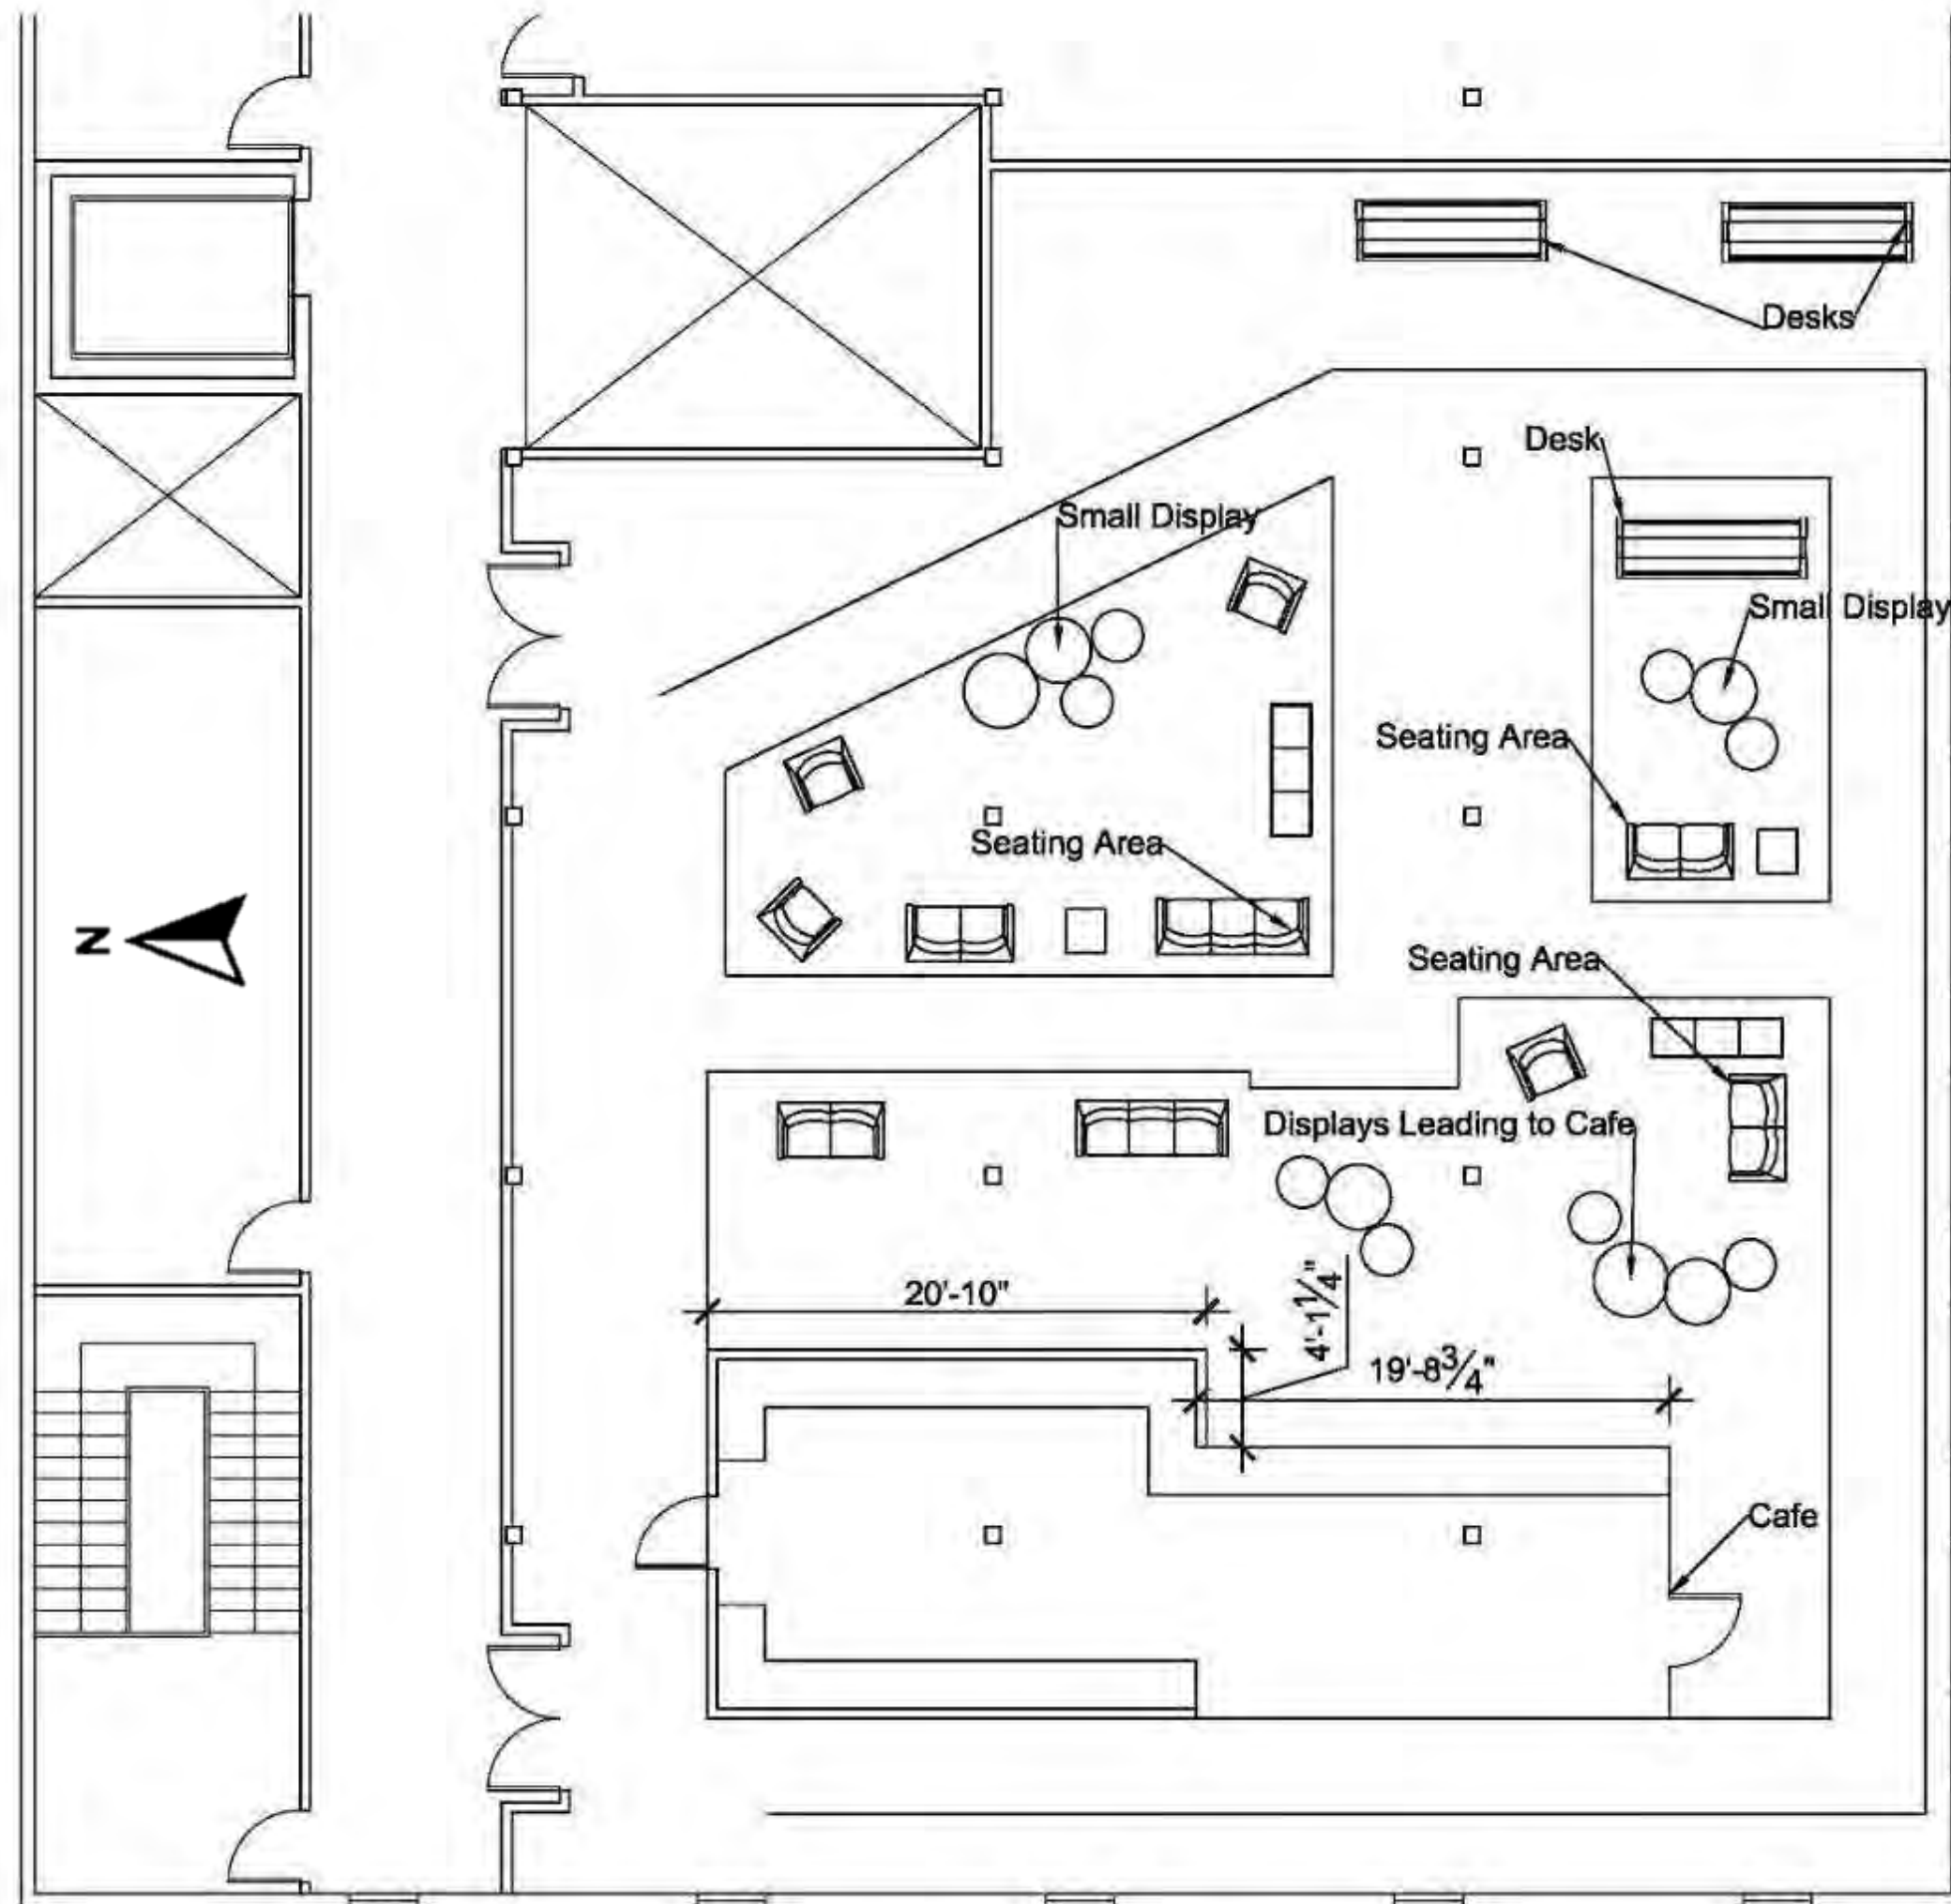 Desks
Desk
Small Display
Small Display
Seating Area
Seating Area
N
Seating Area
Displays Leading to Cafe
20'-10"
4'-1¼"
19'-8¾"
Cafe